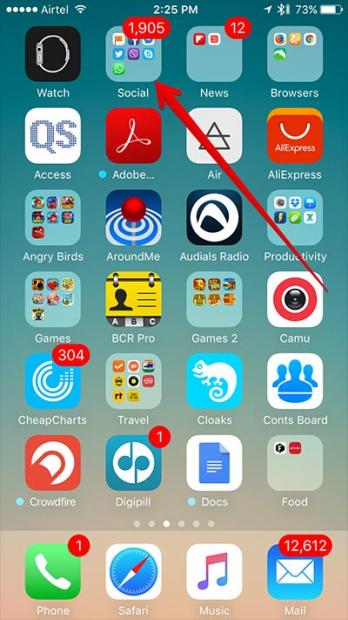 Airtel 2:25 PM 73%
1,905 12
Watch Social News Browsers
QS
Access Adobe... Air AliExpress
AliExpress
Angry Birds AroundMe Audials Radio Productivity
A B C
Games BCR Pro Games 2 Camu
304
CheapCharts Travel Cloaks Conts Board
1
Crowdfire Digipill Docs Food
1 12,612
Phone Safari Music Mail